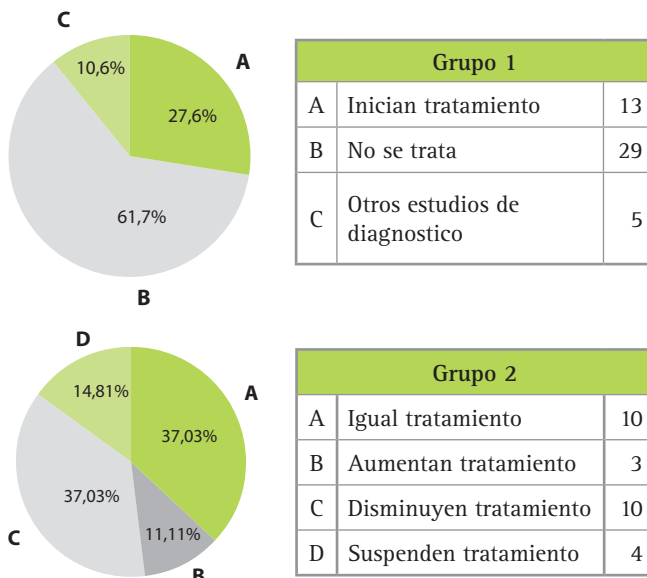 C
10,6%
A
27,6%
61,7%
B
Grupo 1
A Inician tratamiento 13
B No se trata 29
C Otros estudios de
diagnostico 5
D
14,81%
A
37,03%
37,03%
11,11%
C
B
Grupo 2
A Igual tratamiento 10
B Aumentan tratamiento 3
C Disminuyen tratamiento 10
D Suspenden tratamiento 4